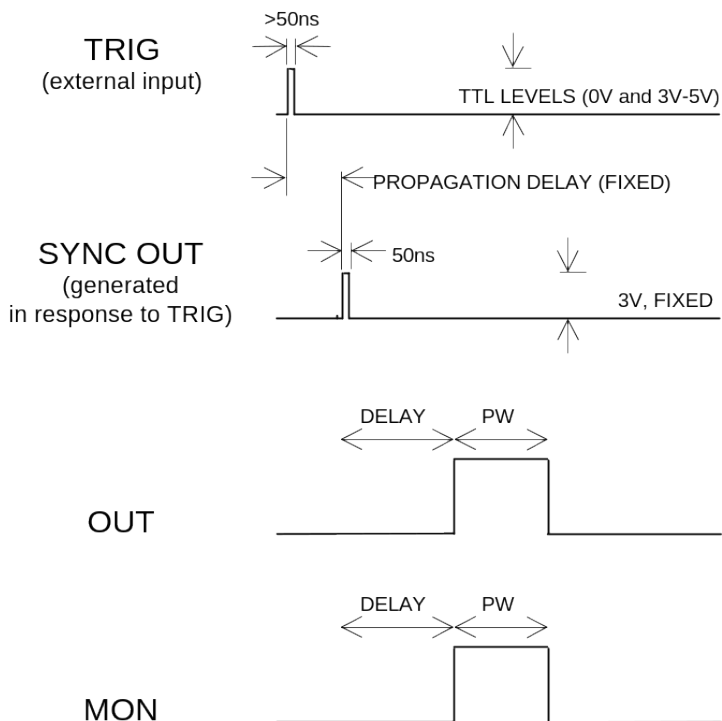 >50ns
TRIG
(external input)
TTL LEVELS (0V and 3V-5V)
PROPAGATION DELAY (FIXED)
SYNC OUT
(generated
in response to TRIG)
50ns
3V, FIXED
DELAY
PW
OUT
DELAY
PW
MON